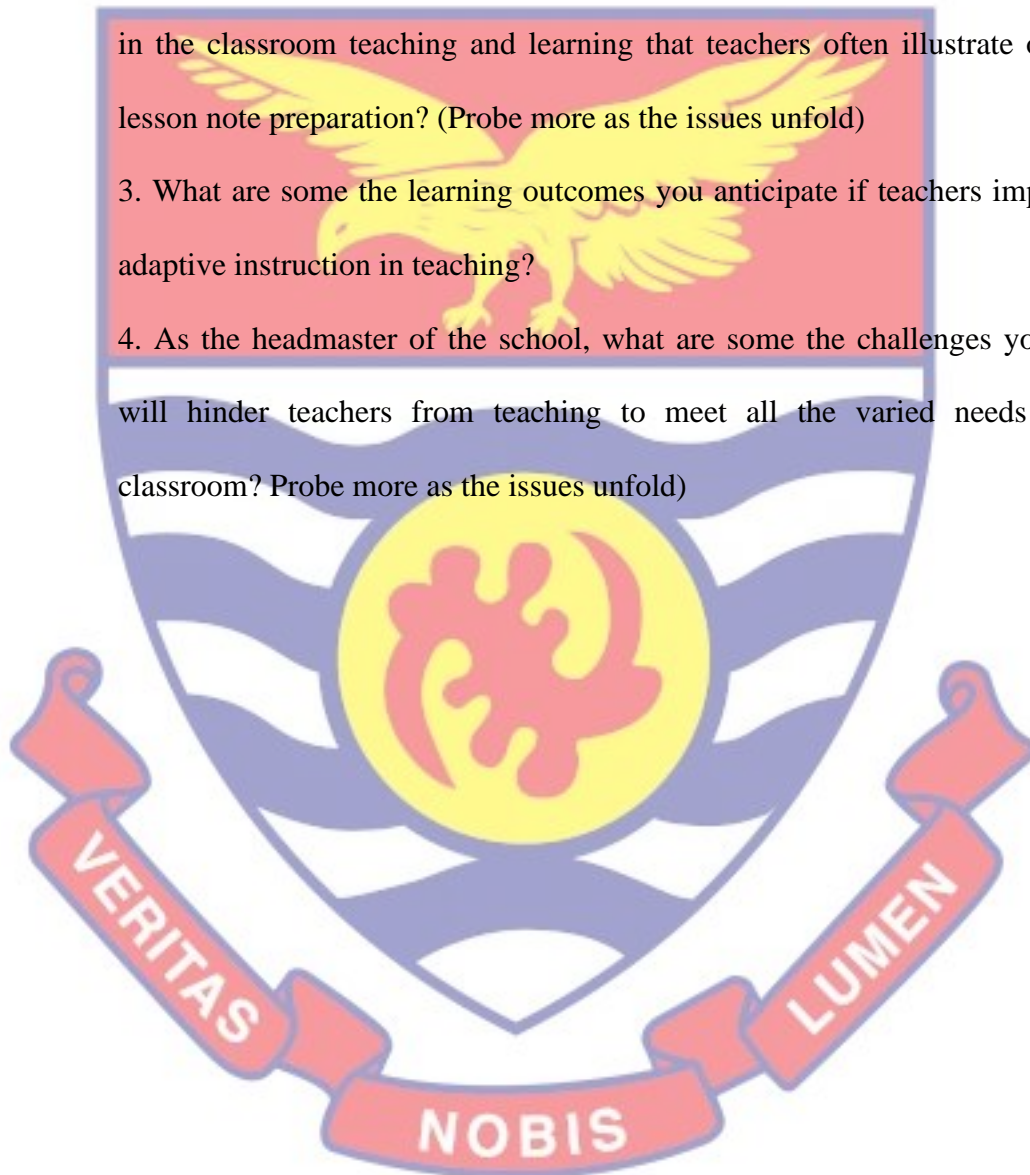 in the classroom teaching and learning that teachers often illustrate
lesson note preparation? (Probe more as the issues unfold)
3. What are some the learning outcomes you anticipate if teachers
adaptive instruction in teaching?
4. As the headmaster of the school, what are some the challenges
will hinder teachers from teaching to meet all the varied needs
classroom? Probe more as the issues unfold)
VERITAS
NOBIS
LUMEN